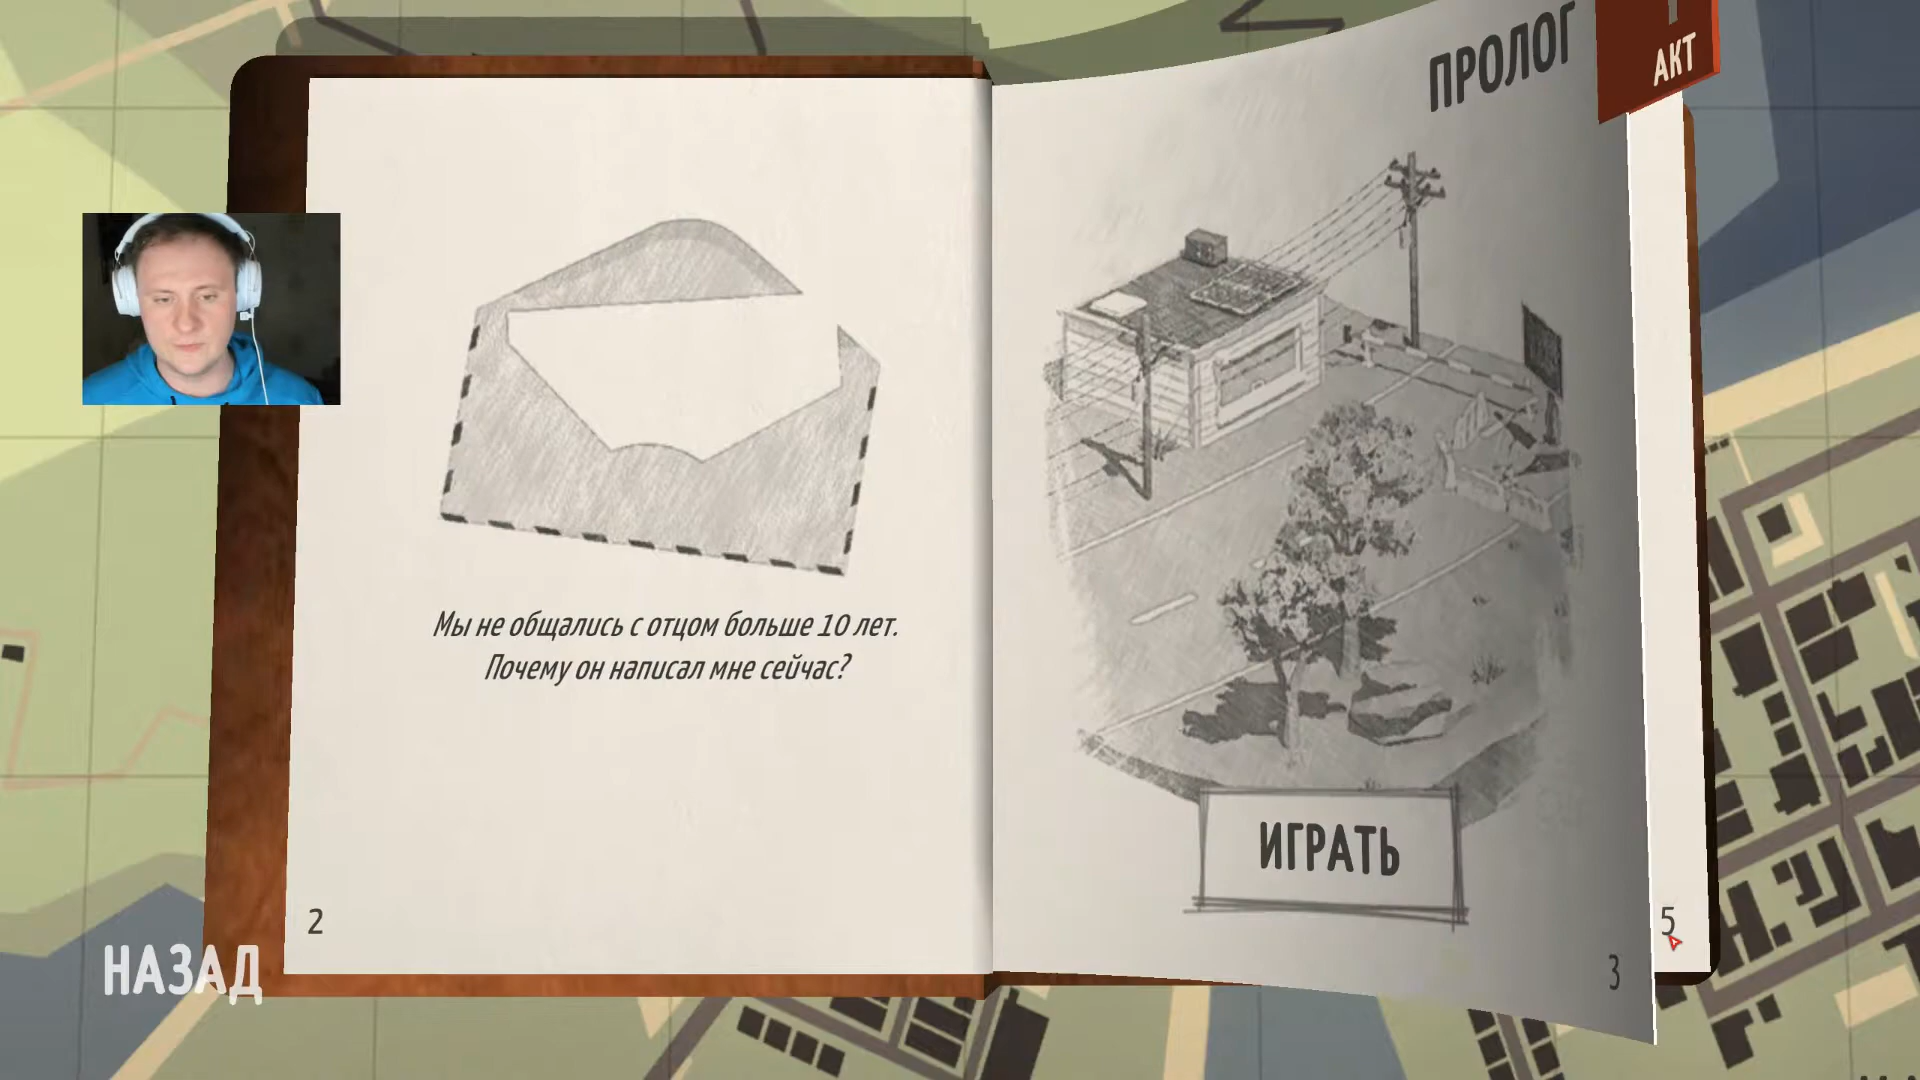 ПРОЛОГ
АКТ
Мы не общались с отцом больше 10 лет.
Почему он написал мне сейчас?
ИГРАТЬ
2
3
5
НАЗАД